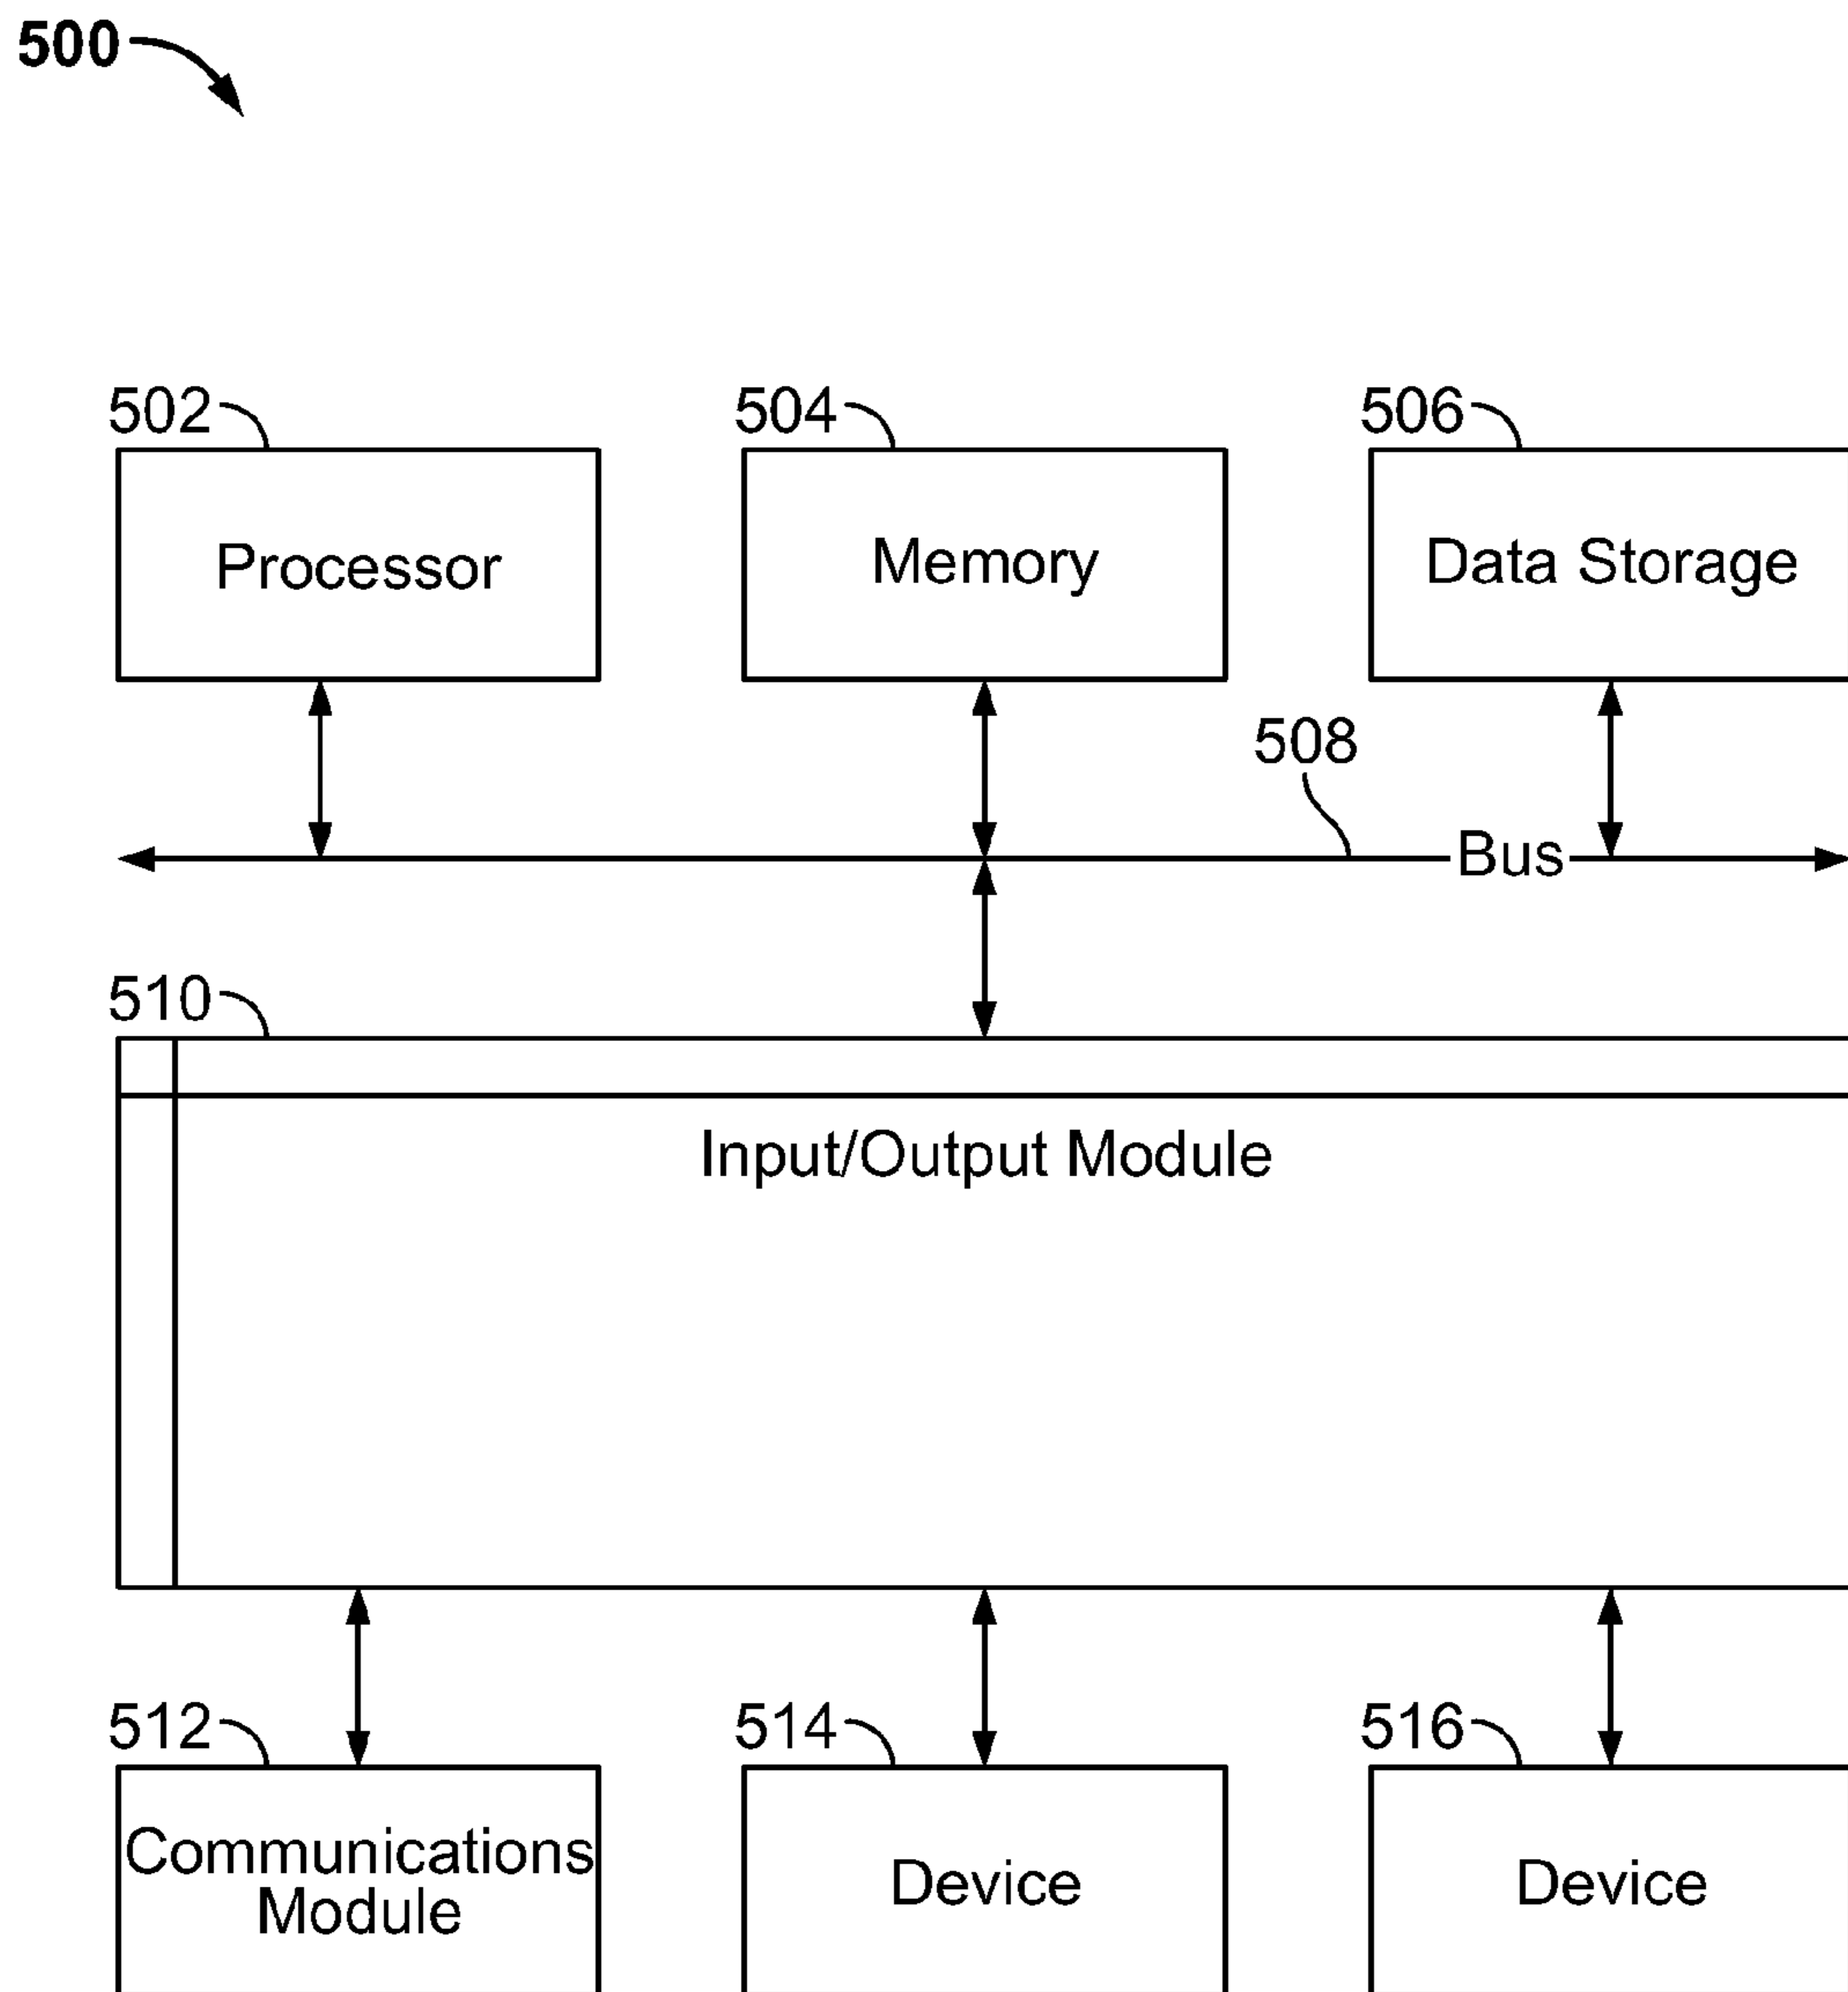 500
502
504
506
Processor
Memory
Data Storage
508
Bus
510
Input/Output Module
512
514
516
Communications
Module
Device
Device